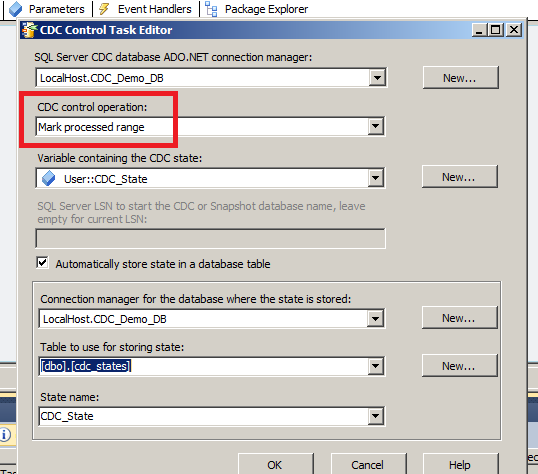 Parameters Event Handlers Package Explorer
CDC Control Task Editor
SQL Server CDC database ADO.NET connection manager:
LocalHost.CDC_Demo_DB New...
CDC control operation:
Mark processed range
Variable containing the CDC state:
User::CDC_State New...
SQL Server LSN to start the CDC or Snapshot database name, leave
empty for current LSN:
Automatically store state in a database table
Connection manager for the database where the state is stored:
LocalHost.CDC_Demo_DB New...
Table to use for storing state:
[dbo].[cdc_states] New...
State name:
CDC_State
OK Cancel Help